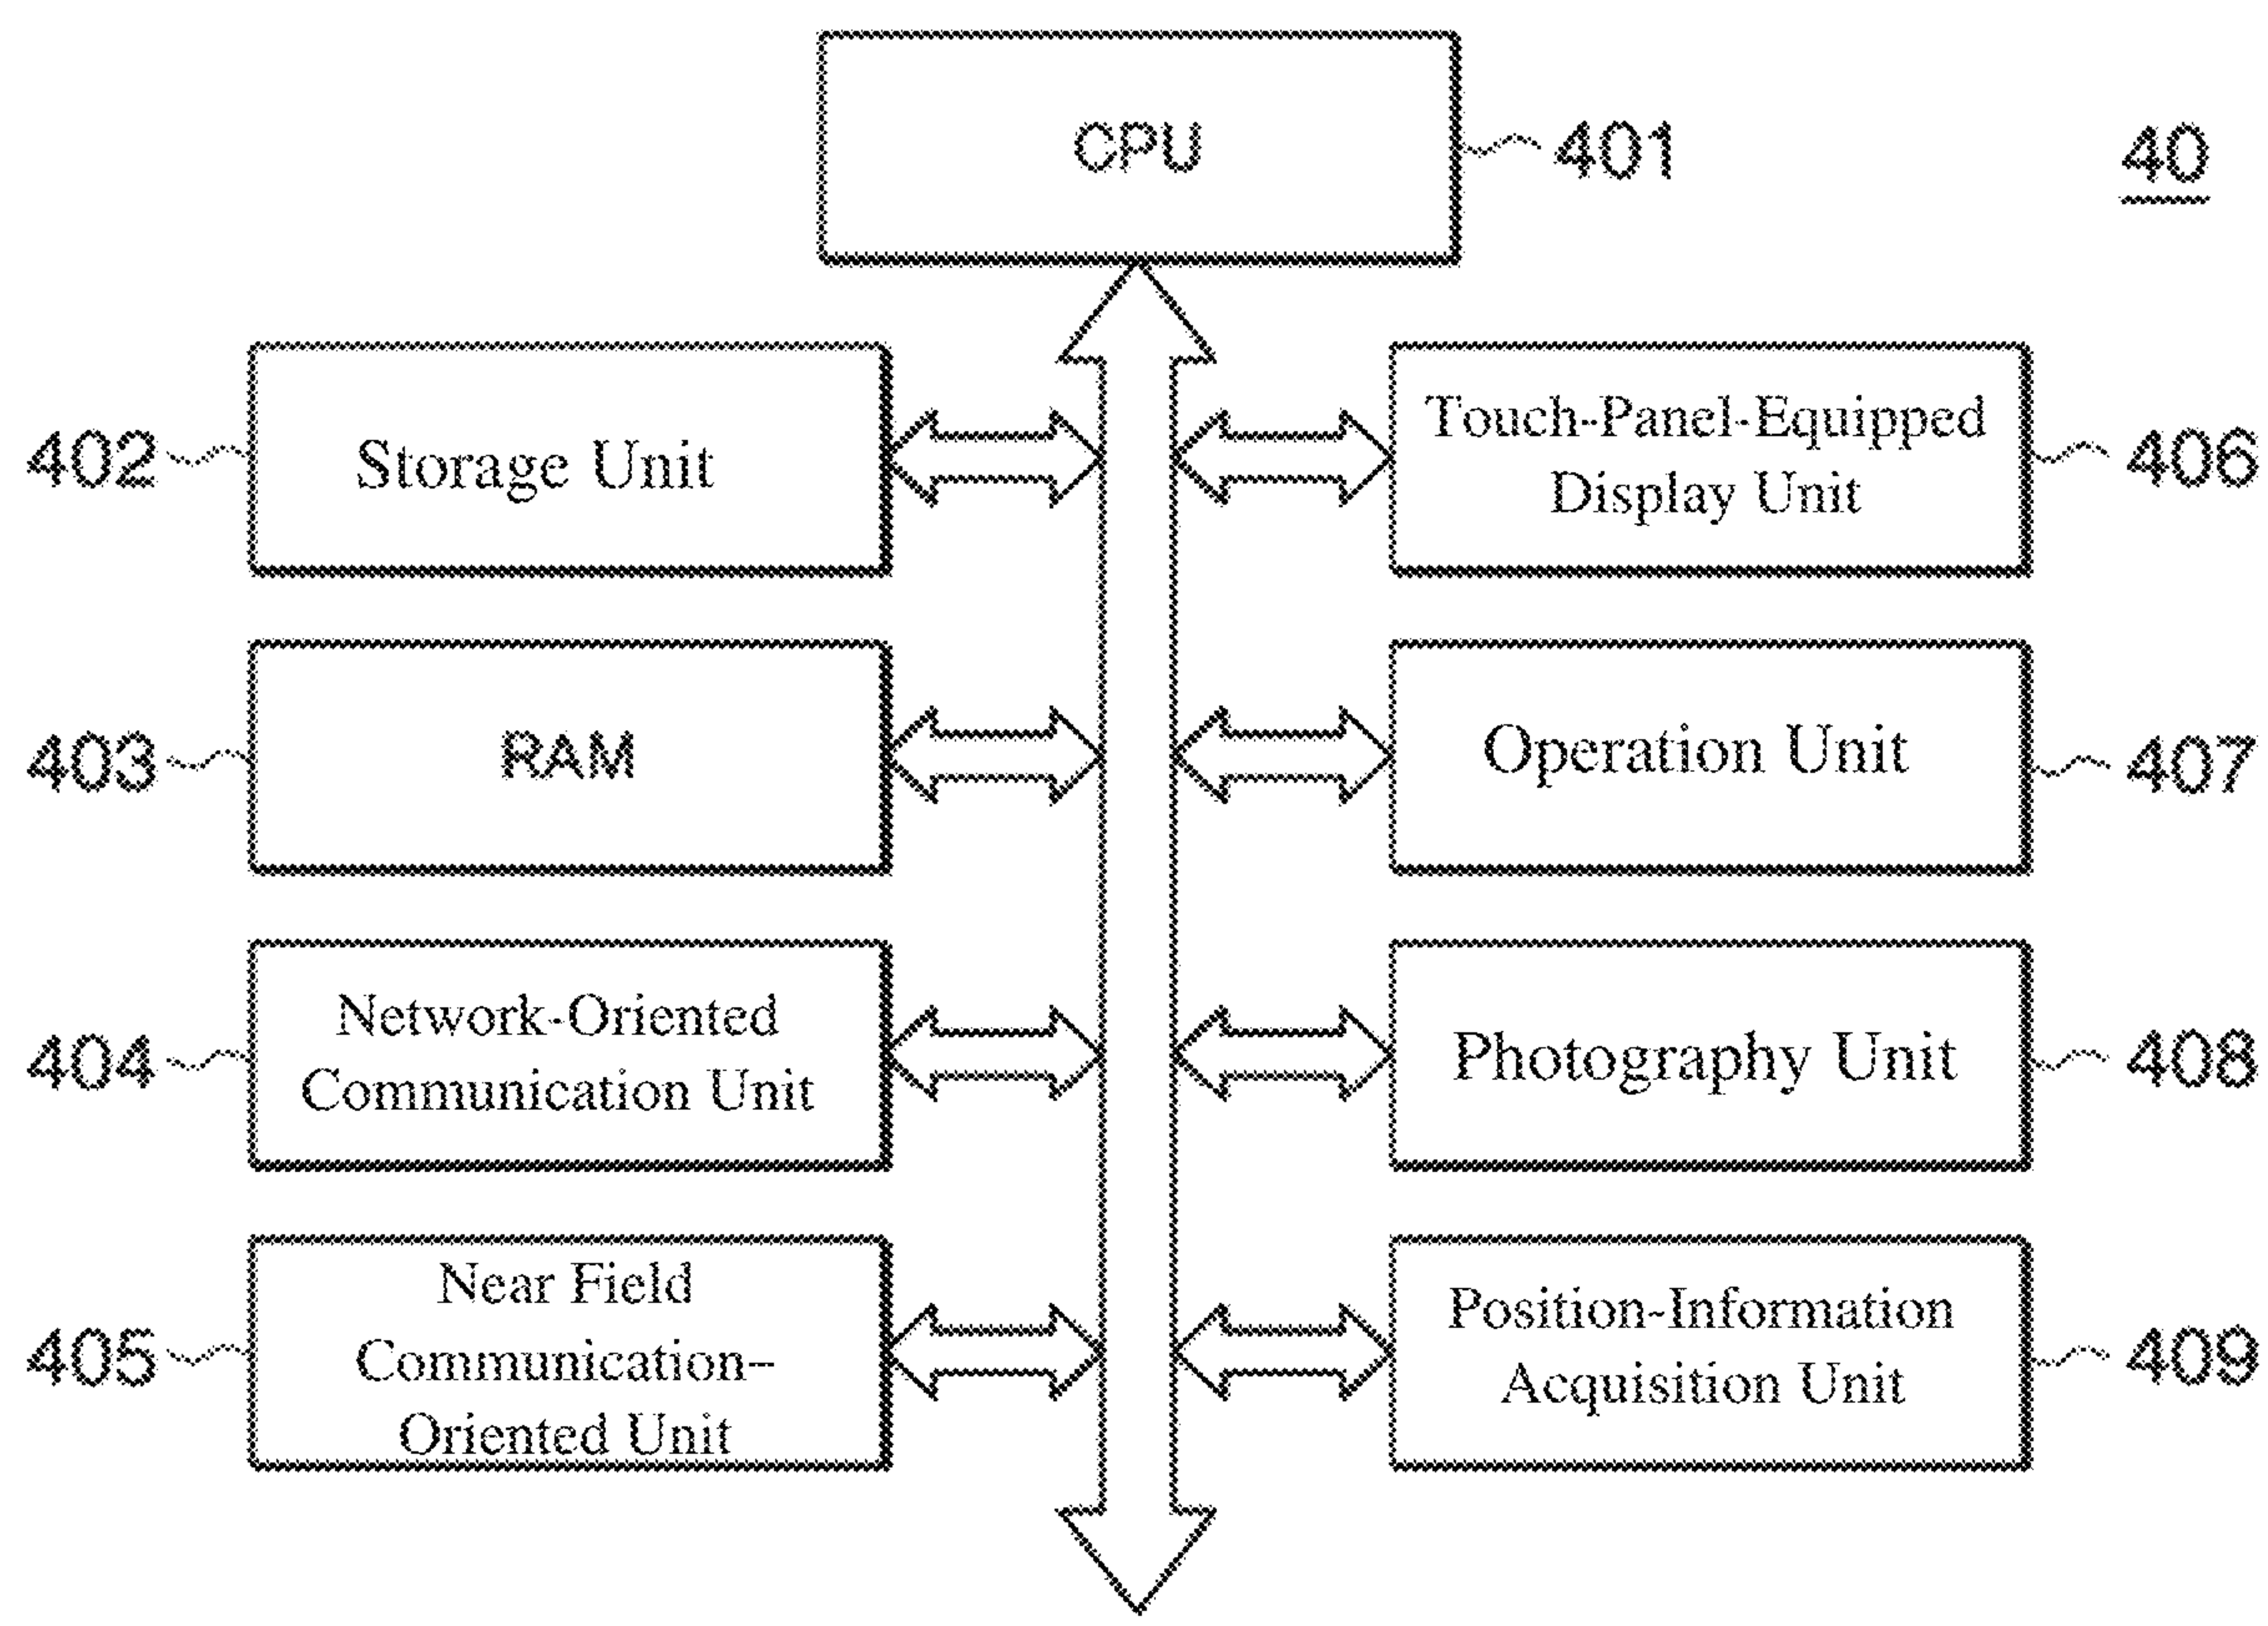 CPU
401
40
402
Storage Unit
Touch-Panel-Equipped
Display Unit
406
403
RAM
Operation Unit
407
404
Network-Oriented
Communication Unit
Photography Unit
408
405
Near Field
Communication-
Oriented Unit
Position-Information
Acquisition Unit
409